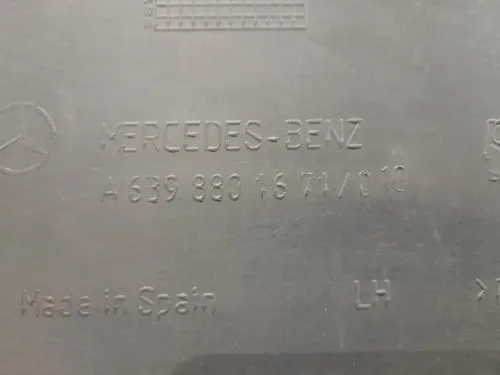 MERCEDES-BENZ
A 639 880 16 71 / 0 10
Made in Spain LH